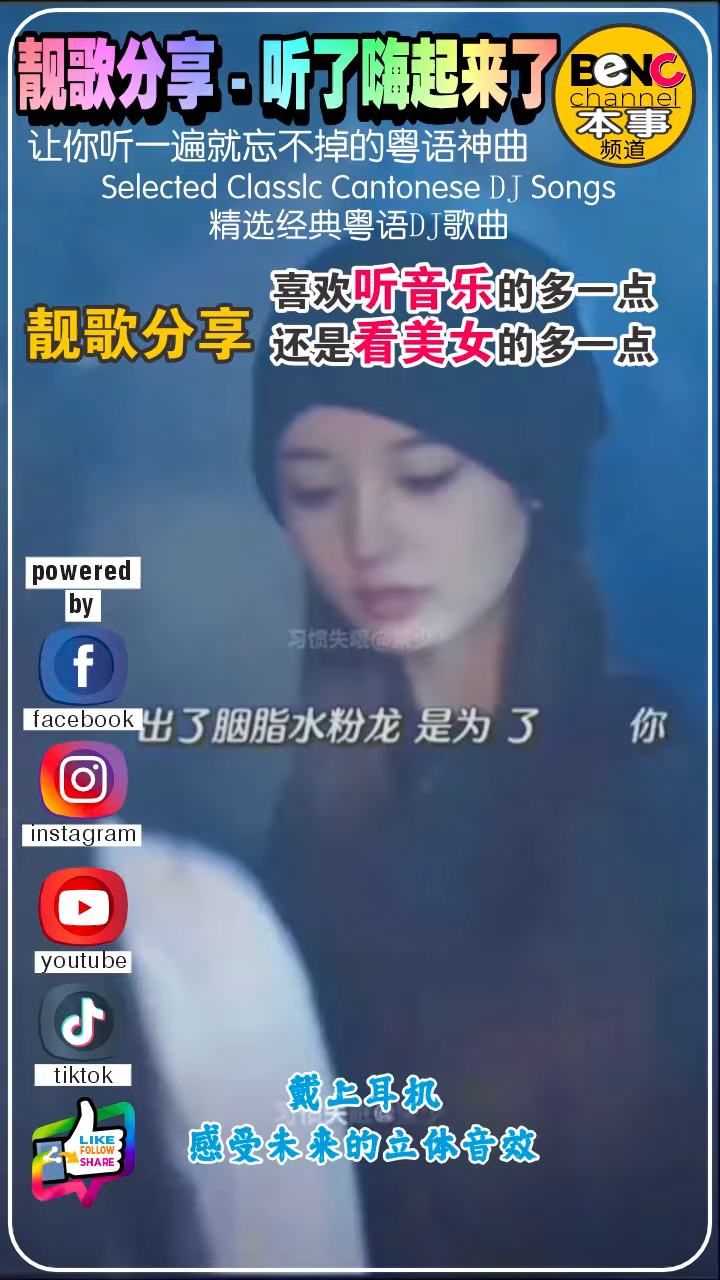 靓歌分享 - 听了嗨起来了
BENC
channel
本事
频道
让你听一遍就忘不掉的粤语神曲
Selected Classlc Cantonese DJ Songs
精选经典粤语DJ歌曲
靓歌分享
喜欢听音乐的多一点
还是看美女的多一点
powered
by
facebook
习惯失眠@
出了胭脂水粉龙 是为 了 你
instagram
youtube
tiktok
戴上耳机
感受未来的立体音效
LIKE
FOLLOW
SHARE